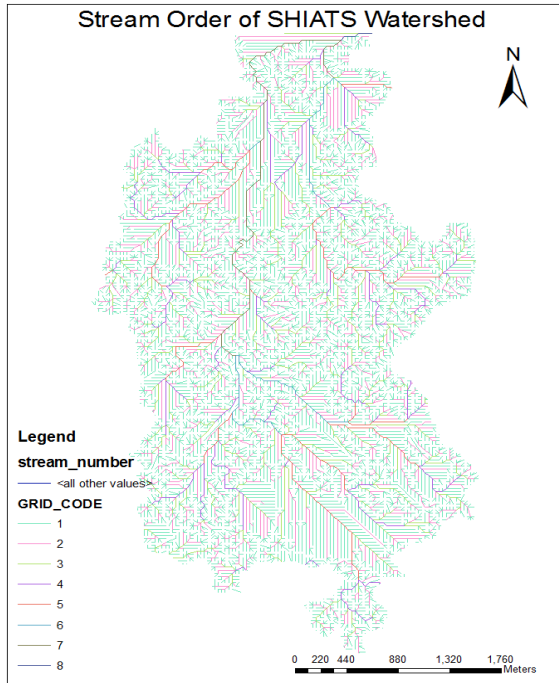 Stream Order of SHIATS Watershed
N
Legend
stream_number
<all other values>
GRID_CODE
1
2
3
4
5
6
7
8
0 220 440 880 1,320 1,760
Meters